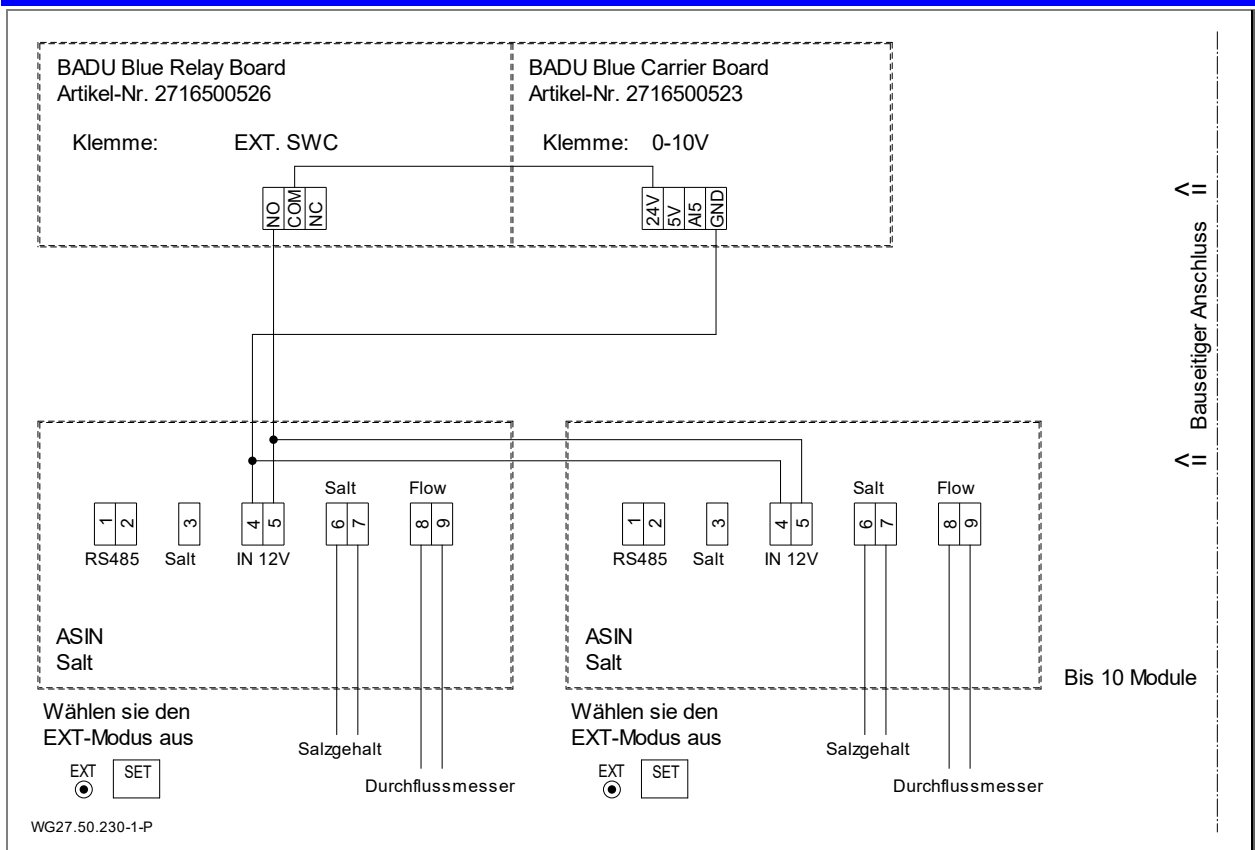 BADU Blue Relay Board
Artikel-Nr. 2716500526
Klemme: EXT. SWC
NO
COM
NC
BADU Blue Carrier Board
Artikel-Nr. 2716500523
Klemme: 0-10V
24V
5V
AI5
GND
<= Bauseitiger Anschluss <=
1 2
RS485
3
Salt
4 5
IN 12V
Salt
6 7
Flow
8 9
ASIN
Salt
Wählen sie den
EXT-Modus aus
EXT
SET
Salzgehalt
Durchflussmesser
1 2
RS485
3
Salt
4 5
IN 12V
Salt
6 7
Flow
8 9
ASIN
Salt
Wählen sie den
EXT-Modus aus
EXT
SET
Salzgehalt
Durchflussmesser
Bis 10 Module
WG27.50.230-1-P